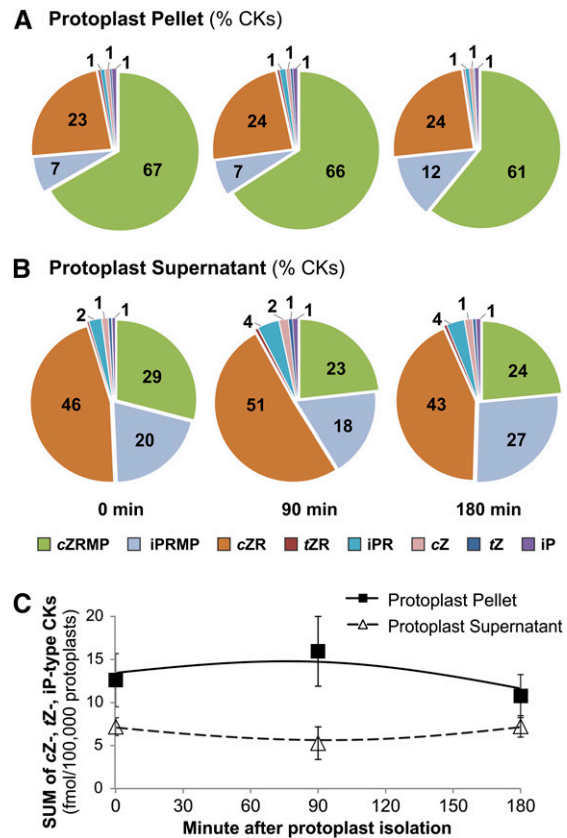 A Protoplast Pellet (% CKs)
1 1 1 1 1 1 1 1 1
23 24 24
7 67 7 66 12 61
B Protoplast Supernatant (% CKs)
2 1 1 4 2 1 1 4 1 1
46 29 51 23 43 24
20 18 27
0 min 90 min 180 min
cZRMP iPRMP cZR tZR iPR cZ tZ iP
C
SUM of cZ-, tZ-, iP-type CKs
(fmol/100,000 protoplasts)
20
15
10
5
0
Protoplast Pellet
Protoplast Supernatant
0 30 60 90 120 150 180
Minute after protoplast isolation